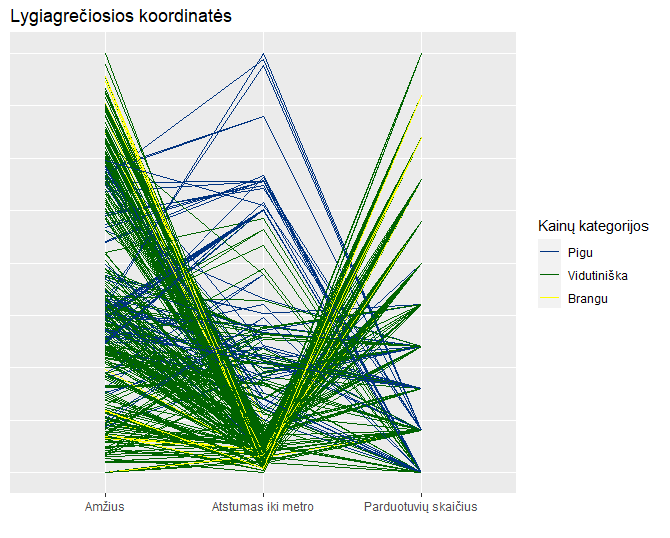 Lygiagrečiosios koordinatės
Kainų kategorijos
Pigu
Vidutiniška
Brangu
Amžius
Atstumas iki metro
Parduotuvių skaičius